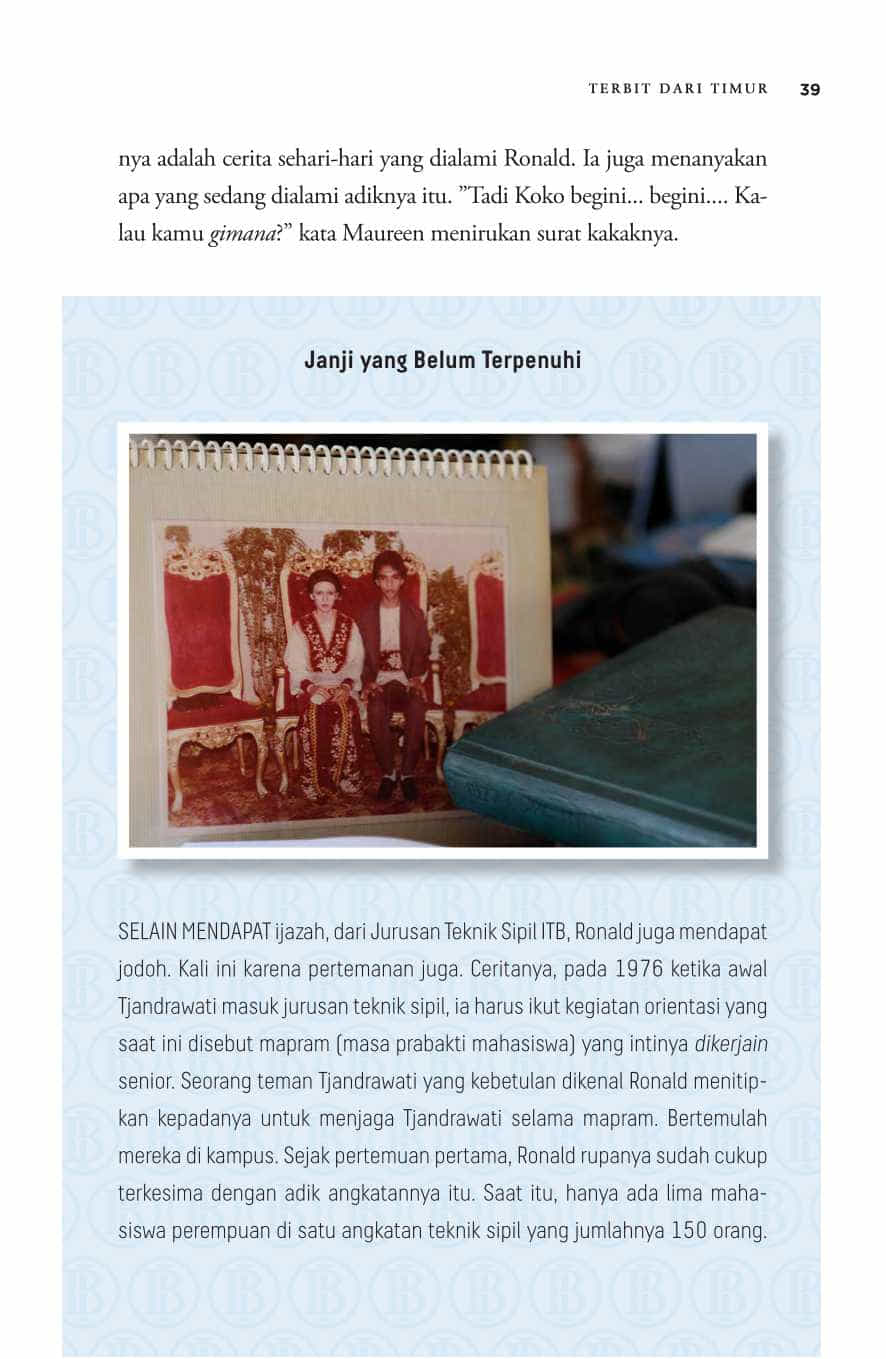 TERBIT DARI TIMUR 39
nya adalah cerita sehari-hari yang dialami Ronald. Ia juga menanyakan
apa yang sedang dialami adiknya itu. ”Tadi Koko begini... begini.... Ka-
lau kamu gimana?” kata Maureen menirukan surat kakaknya.
Janji yang Belum Terpenuhi
SELAIN MENDAPAT ijazah, dari Jurusan Teknik Sipil ITB, Ronald juga mendapat
jodoh. Kali ini karena pertemanan juga. Ceritanya, pada 1976 ketika awal
Tjandrawati masuk jurusan teknik sipil, ia harus ikut kegiatan orientasi yang
saat ini disebut mapram (masa prabakti mahasiswa) yang intinya dikerjain
senior. Seorang teman Tjandrawati yang kebetulan dikenal Ronald menitip-
kan kepadanya untuk menjaga Tjandrawati selama mapram. Bertemulah
mereka di kampus. Sejak pertemuan pertama, Ronald rupanya sudah cukup
terkesima dengan adik angkatannya itu. Saat itu, hanya ada lima maha-
siswa perempuan di satu angkatan teknik sipil yang jumlahnya 150 orang.